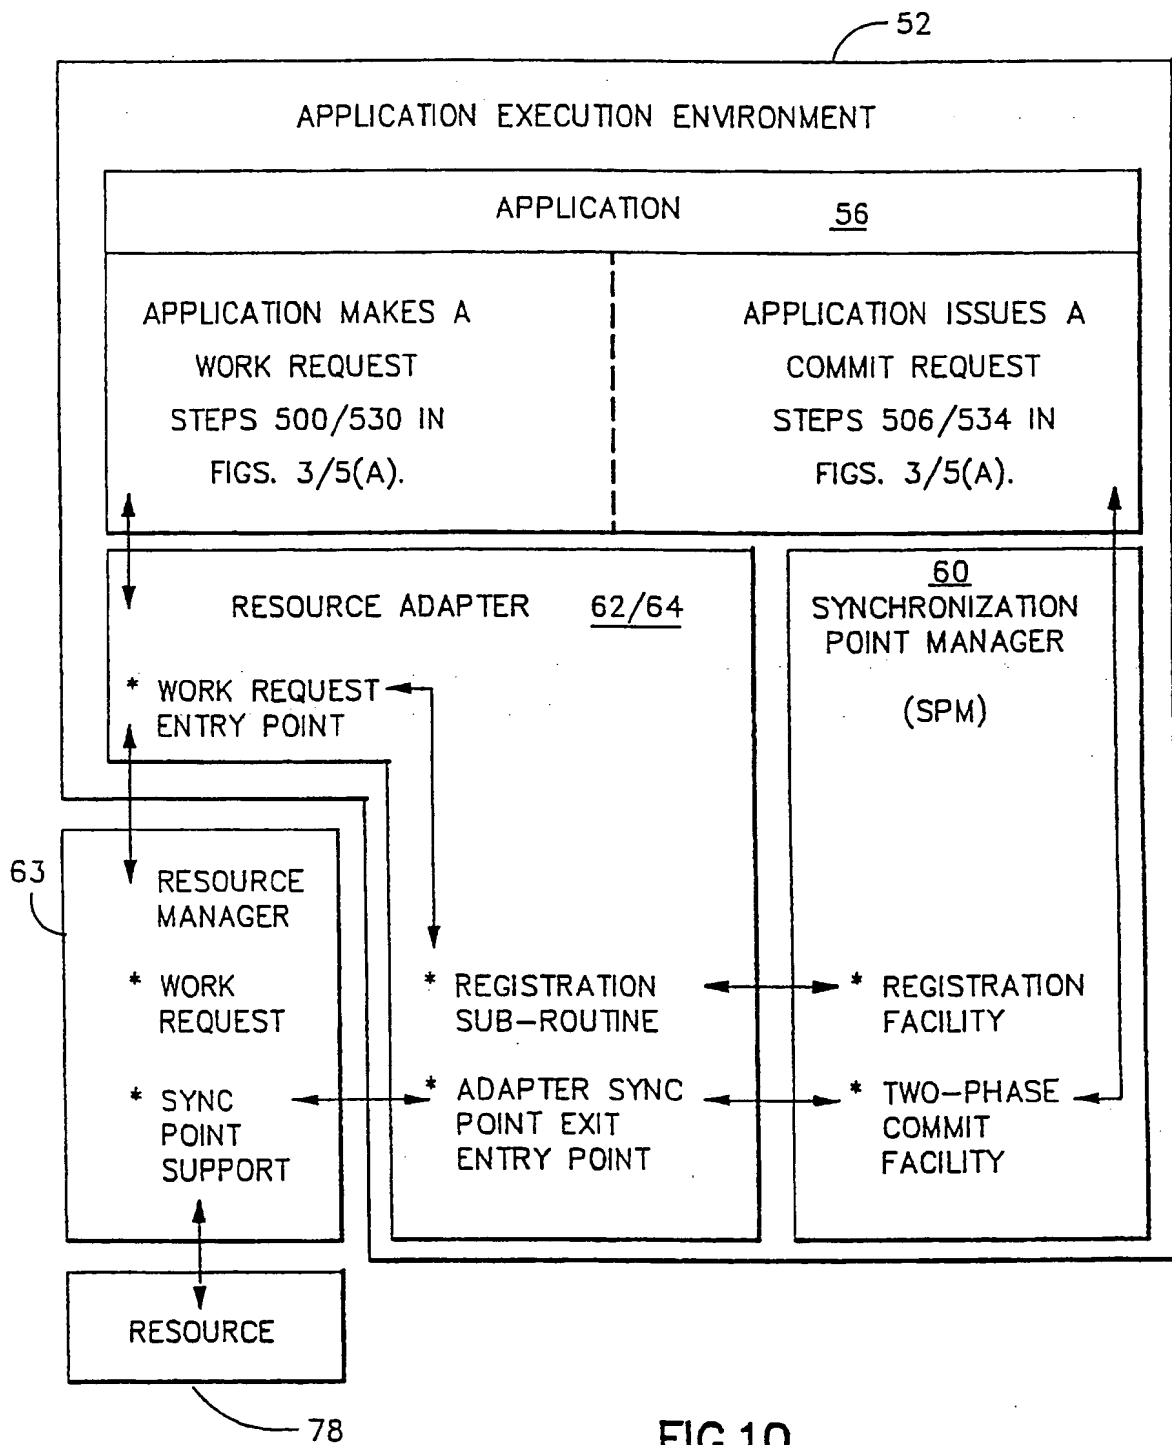 52
APPLICATION EXECUTION ENVIRONMENT
APPLICATION 56
APPLICATION MAKES A
WORK REQUEST
STEPS 500/530 IN
FIGS. 3/5(A).
APPLICATION ISSUES A
COMMIT REQUEST
STEPS 506/534 IN
FIGS. 3/5(A).
RESOURCE ADAPTER 62/64
* WORK REQUEST
ENTRY POINT
60
SYNCHRONIZATION
POINT MANAGER
(SPM)
63
RESOURCE
MANAGER
* WORK
REQUEST
* SYNC
POINT
SUPPORT
* REGISTRATION
SUB-ROUTINE
* ADAPTER SYNC
POINT EXIT
ENTRY POINT
* REGISTRATION
FACILITY
* TWO-PHASE
COMMIT
FACILITY
RESOURCE
78
FIG.10